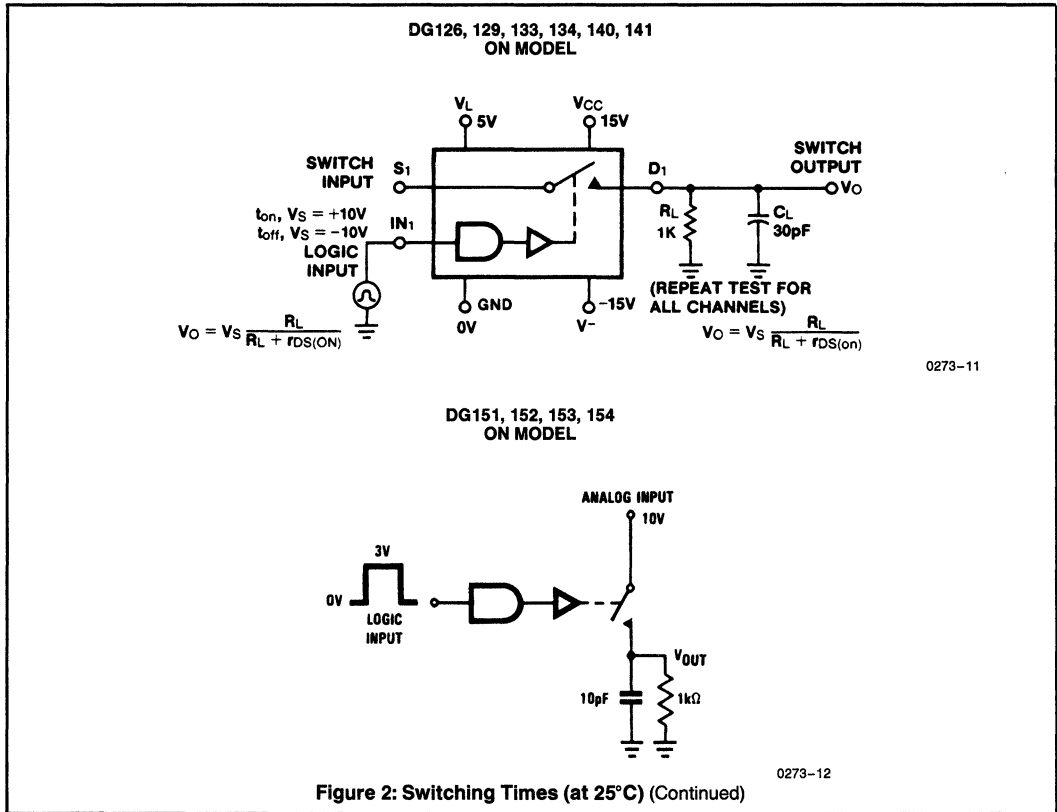 DG126, 129, 133, 134, 140, 141
ON MODEL
VL
5V
VCC
15V
SWITCH
INPUT
S1
D1
SWITCH
OUTPUT
VO
ton, VS = +10V
toff, VS = −10V
LOGIC
INPUT
IN1
RL
1K
CL
30pF
GND
0V
−15V
V−
(REPEAT TEST FOR
ALL CHANNELS)
VO = VS RL / RL + rDS(ON)
VO = VS RL / RL + rDS(on)
0273–11
DG151, 152, 153, 154
ON MODEL
ANALOG INPUT
10V
3V
0V
LOGIC
INPUT
VOUT
10pF
1kΩ
0273–12
Figure 2: Switching Times (at 25°C) (Continued)